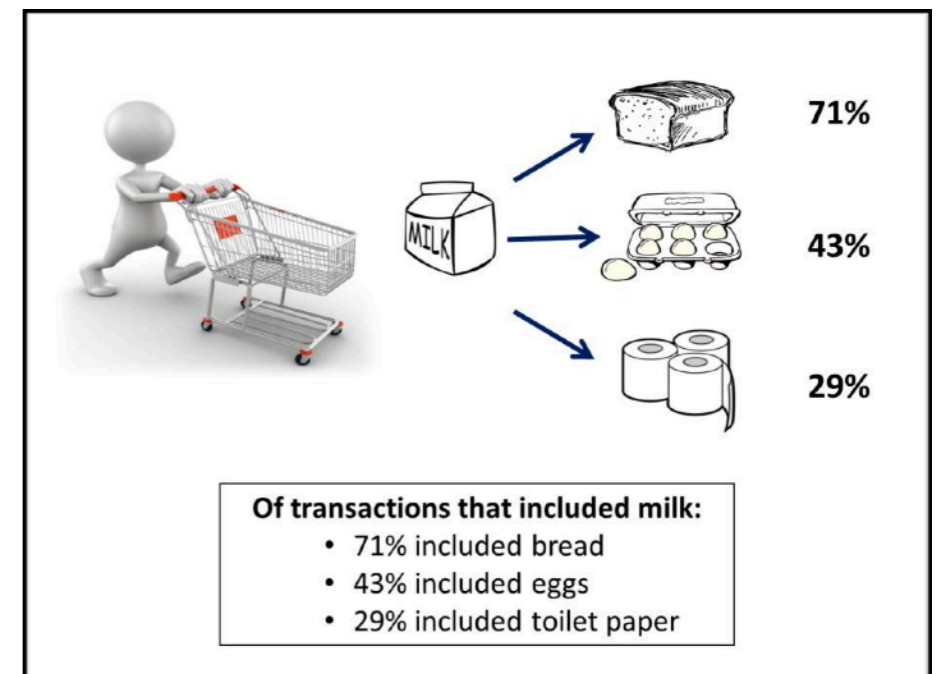 71%
MILK
43%
29%
Of transactions that included milk:
• 71% included bread
• 43% included eggs
• 29% included toilet paper